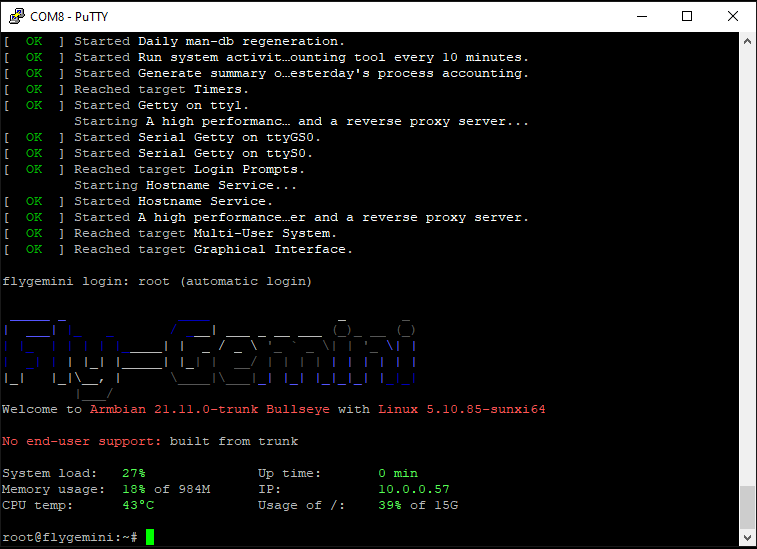 COM8 - PuTTY
[  OK  ] Started Daily man-db regeneration.
[  OK  ] Started Run system activit…ounting tool every 10 minutes.
[  OK  ] Started Generate summary o…esterday's process accounting.
[  OK  ] Reached target Timers.
[  OK  ] Started Getty on tty1.
         Starting A high performanc… and a reverse proxy server...
[  OK  ] Started Serial Getty on ttyGS0.
[  OK  ] Started Serial Getty on ttyS0.
[  OK  ] Reached target Login Prompts.
         Starting Hostname Service...
[  OK  ] Started Hostname Service.
[  OK  ] Started A high performance…er and a reverse proxy server.
[  OK  ] Reached target Multi-User System.
[  OK  ] Reached target Graphical Interface.
flygemini login: root (automatic login)
Fly-Gemini
Welcome to Armbian 21.11.0-trunk Bullseye with Linux 5.10.85-sunxi64
No end-user support: built from trunk
System load:   27%              Up time:       0 min
Memory usage:  18% of 984M      IP:            10.0.0.57
CPU temp:      43°C             Usage of /:    39% of 15G
root@flygemini:~#